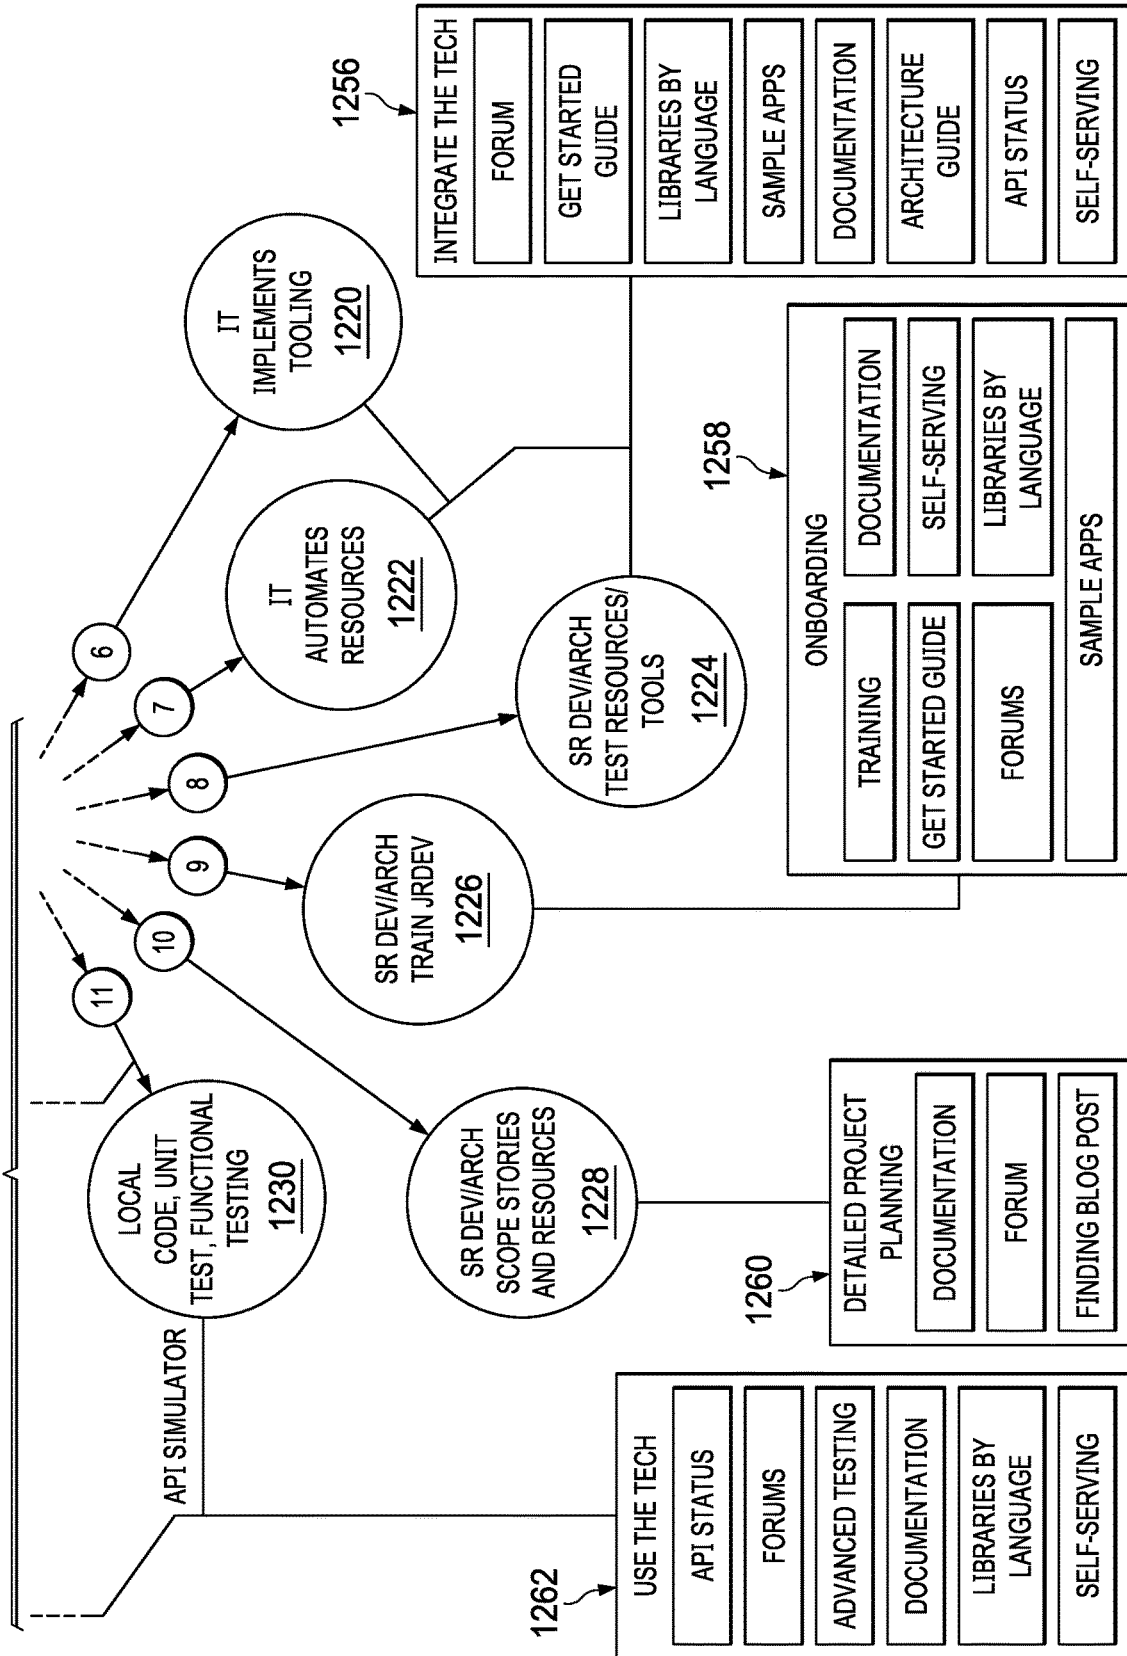 11
10
9
8
7
6
API SIMULATOR
LOCAL
CODE, UNIT
TEST, FUNCTIONAL
TESTING
1230
SR DEV/ARCH
SCOPE STORIES
AND RESOURCES
1228
SR DEV/ARCH
TRAIN JRDEV
1226
SR DEV/ARCH
TEST RESOURCES/
TOOLS
1224
IT
AUTOMATES
RESOURCES
1222
IT
IMPLEMENTS
TOOLING
1220
1262
USE THE TECH
API STATUS
FORUMS
ADVANCED TESTING
DOCUMENTATION
LIBRARIES BY
LANGUAGE
SELF-SERVING
1260
DETAILED PROJECT
PLANNING
DOCUMENTATION
FORUM
FINDING BLOG POST
1258
ONBOARDING
TRAINING
DOCUMENTATION
GET STARTED GUIDE
SELF-SERVING
FORUMS
LIBRARIES BY
LANGUAGE
SAMPLE APPS
1256
INTEGRATE THE TECH
FORUM
GET STARTED
GUIDE
LIBRARIES BY
LANGUAGE
SAMPLE APPS
DOCUMENTATION
ARCHITECTURE
GUIDE
API STATUS
SELF-SERVING